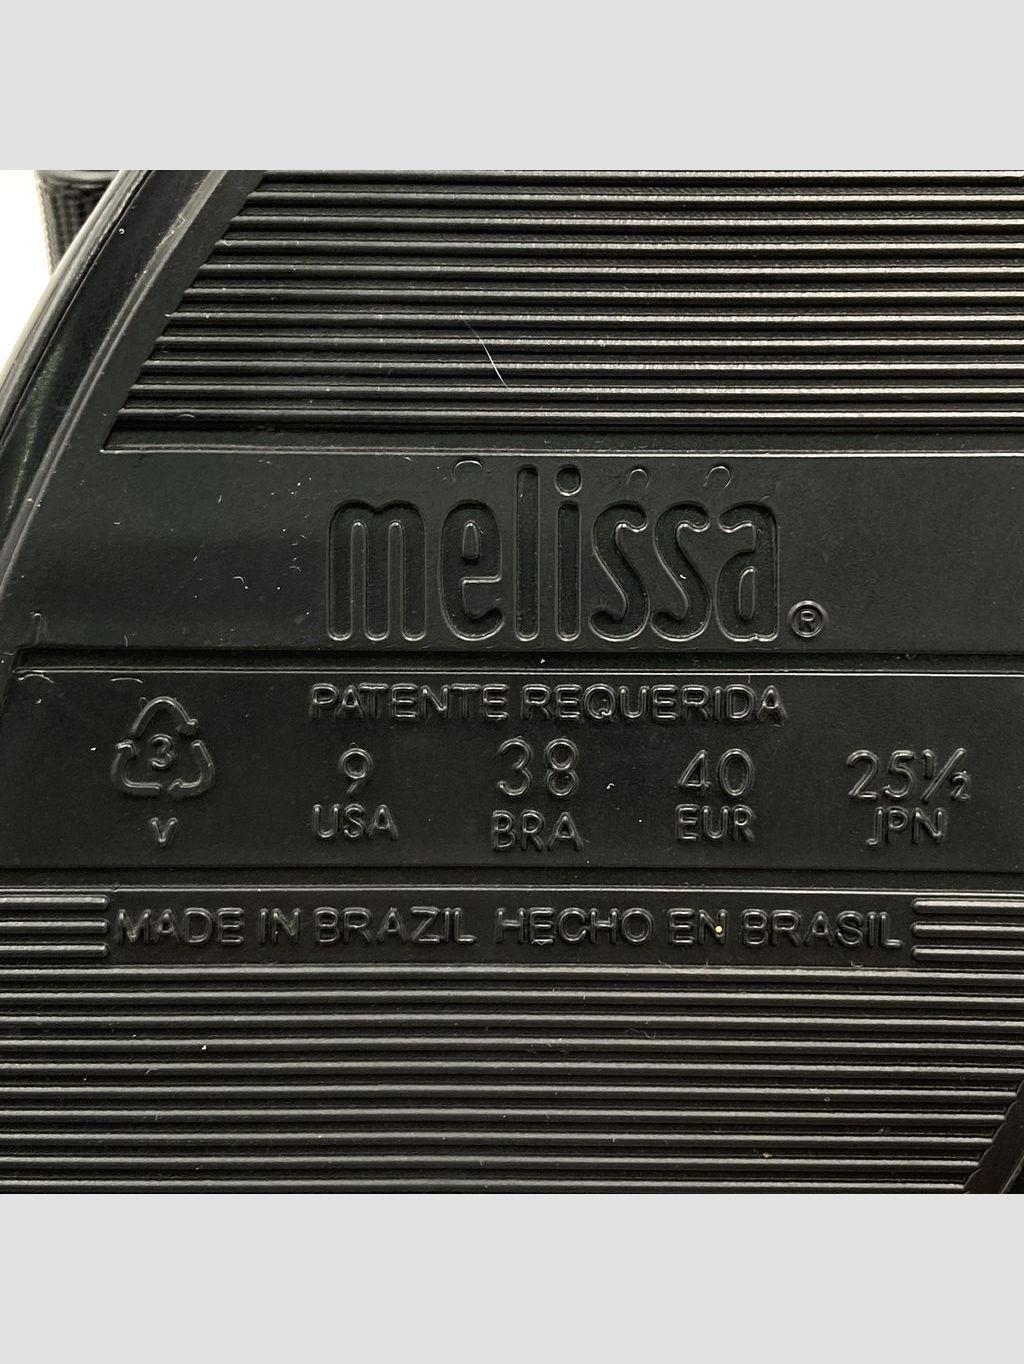 melissa®
PATENTE REQUERIDA
3 9 38 40 25½
V USA BRA EUR JPN
MADE IN BRAZIL HECHO EN BRASIL